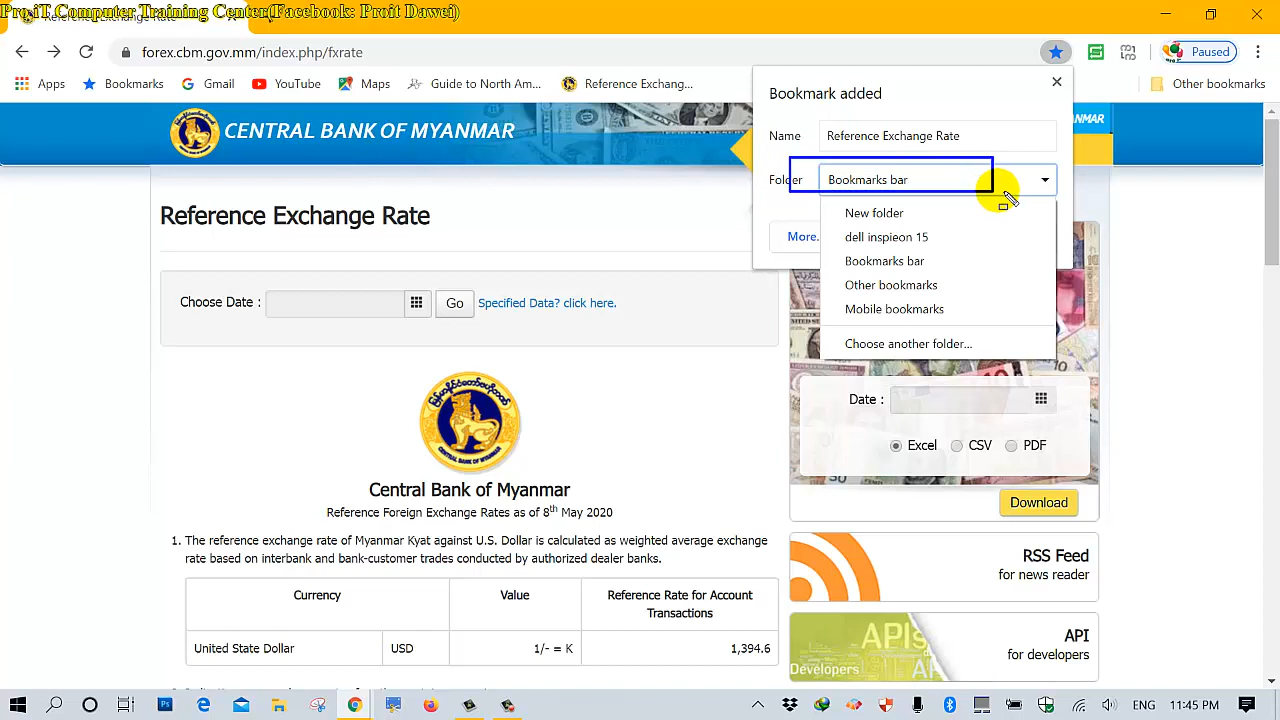 Pro.iT Computer Training Center(Facebook: Proit Dawei)
forex.cbm.gov.mm/index.php/fxrate
Paused
Apps
Bookmarks
Gmail
YouTube
Maps
Guide to North Am...
Reference Exchang...
Other bookmarks
Bookmark added
Name
Reference Exchange Rate
Folder
Bookmarks bar
More.
New folder
dell inspieon 15
Bookmarks bar
Other bookmarks
Mobile bookmarks
Choose another folder...
CENTRAL BANK OF MYANMAR
Reference Exchange Rate
Choose Date :
Go
Specified Data? click here.
Central Bank of Myanmar
Reference Foreign Exchange Rates as of 8th May 2020
1. The reference exchange rate of Myanmar Kyat against U.S. Dollar is calculated as weighted average exchange
rate based on interbank and bank-customer trades conducted by authorized dealer banks.
Currency
Value
Reference Rate for Account
Transactions
United State Dollar
USD
1/- = K
1,394.6
Date :
Excel
CSV
PDF
Download
RSS Feed
for news reader
APIs
Developers
API
for developers
Ps
ENG
11:45 PM